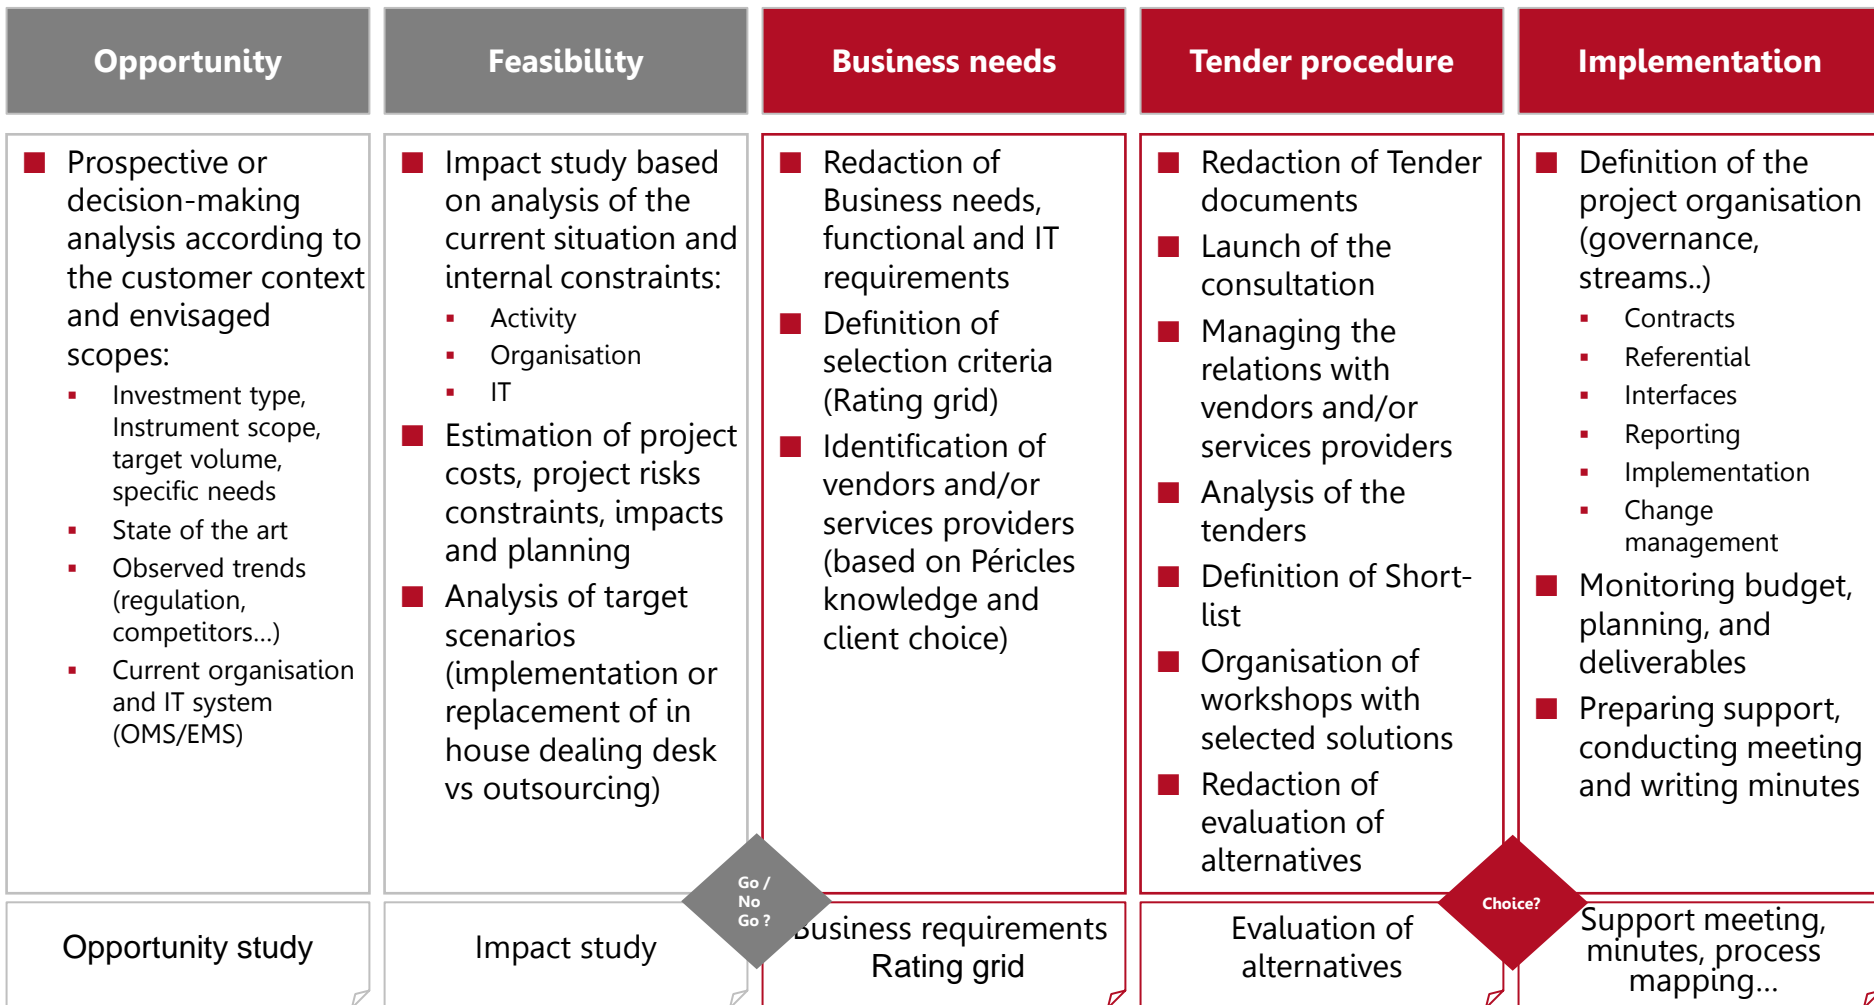 Opportunity
Feasibility
Business needs
Tender procedure
Implementation
Prospective or
decision-making
analysis according to
the customer context
and envisaged
scopes:
Investment type,
Instrument scope,
target volume,
specific needs
State of the art
Observed trends
(regulation,
competitors...)
Current organisation
and IT system
(OMS/EMS)
Impact study based
on analysis of the
current situation and
internal constraints:
Activity
Organisation
IT
Estimation of project
costs, project risks
constraints, impacts
and planning
Analysis of target
scenarios
(implementation or
replacement of in
house dealing desk
vs outsourcing)
Redaction of
Business needs,
functional and IT
requirements
Definition of
selection criteria
(Rating grid)
Identification of
vendors and/or
services providers
(based on Péricles
knowledge and
client choice)
Redaction of Tender
documents
Launch of the
consultation
Managing the
relations with
vendors and/or
services providers
Analysis of the
tenders
Definition of Short-
list
Organisation of
workshops with
selected solutions
Redaction of
evaluation of
alternatives
Definition of the
project organisation
(governance,
streams..)
Contracts
Referential
Interfaces
Reporting
Implementation
Change
management
Monitoring budget,
planning, and
deliverables
Preparing support,
conducting meeting
and writing minutes
Go /
No
Go ?
Choice?
Opportunity study
Impact study
Business requirements
Rating grid
Evaluation of
alternatives
Support meeting,
minutes, process
mapping...